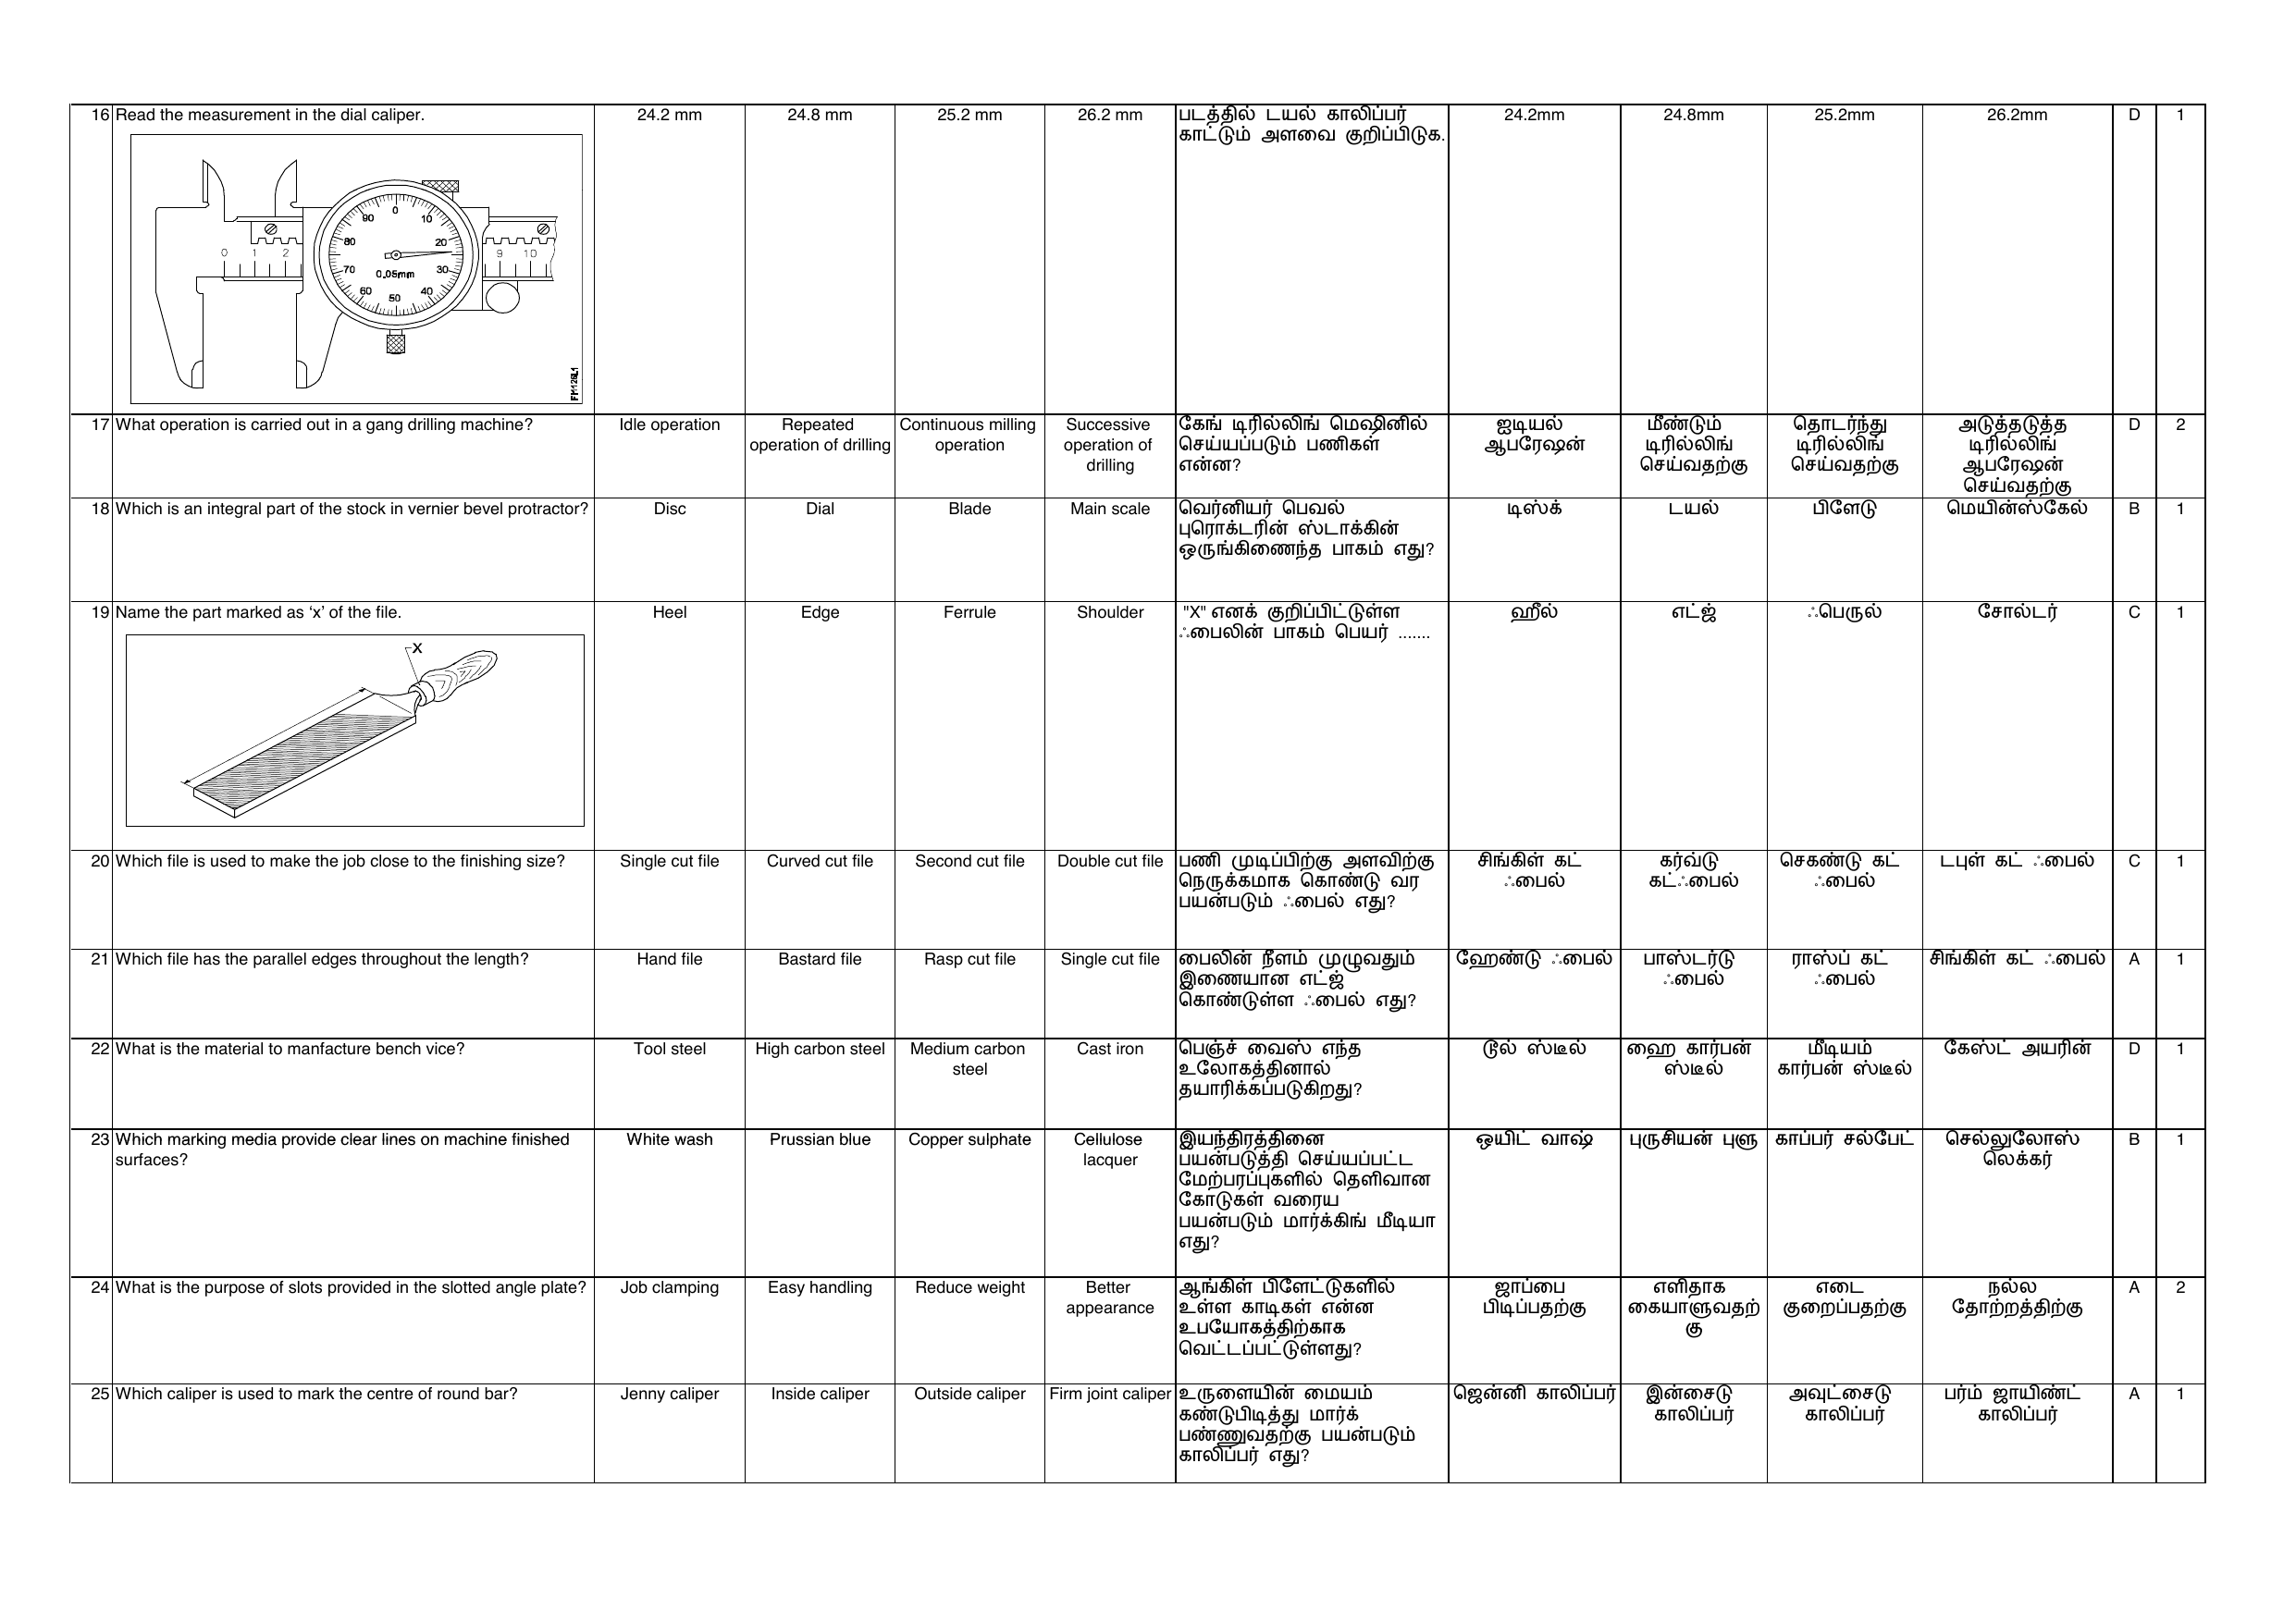 16 Read the measurement in the dial caliper. 24.2 mm 24.8 mm 25.2 mm 26.2 mm படத்தில் டயல் காலிப்பர் 24.2mm 24.8mm 25.2mm 26.2mm D 1
காட்டும் அளவை குறிப்பிடுக.
0 10 20 30 40 50 60 70 80 90
0.05mm
0 1 2 9 10
FH126L1
17 What operation is carried out in a gang drilling machine? Idle operation Repeated Continuous milling Successive கேங் டிரில்லிங் மெஷினில் ஐடியல் மீண்டும் தொடர்ந்து அடுத்தடுத்த D 2
operation of drilling operation operation of செய்யப்படும் பணிகள் ஆபரேஷன் டிரில்லிங் டிரில்லிங் டிரில்லிங்
drilling என்ன? செய்வதற்கு செய்வதற்கு ஆபரேஷன்
செய்வதற்கு
18 Which is an integral part of the stock in vernier bevel protractor? Disc Dial Blade Main scale வெர்னியர் பெவல் டிஸ்க் டயல் பிளேடு மெயின்ஸ்கேல் B 1
புரொக்டரின் ஸ்டாக்கின்
ஒருங்கிணைந்த பாகம் எது?
19 Name the part marked as ‘x’ of the file. Heel Edge Ferrule Shoulder "X" எனக் குறிப்பிட்டுள்ள ஹீல் எட்ஜ் ஃபெருல் சோல்டர் C 1
ஃபைலின் பாகம் பெயர் .......
X
20 Which file is used to make the job close to the finishing size? Single cut file Curved cut file Second cut file Double cut file பணி முடிப்பிற்கு அளவிற்கு சிங்கிள் கட் கர்வ்டு செகண்டு கட் டபுள் கட் ஃபைல் C 1
நெருக்கமாக கொண்டு வர ஃபைல் கட்ஃபைல் ஃபைல்
பயன்படும் ஃபைல் எது?
21 Which file has the parallel edges throughout the length? Hand file Bastard file Rasp cut file Single cut file பைலின் நீளம் முழுவதும் ஹேண்டு ஃபைல் பாஸ்டர்டு ராஸ்ப் கட் சிங்கிள் கட் ஃபைல் A 1
இணையான எட்ஜ் ஃபைல் ஃபைல்
கொண்டுள்ள ஃபைல் எது?
22 What is the material to manfacture bench vice? Tool steel High carbon steel Medium carbon Cast iron பெஞ்ச் வைஸ் எந்த டூல் ஸ்டீல் ஹை கார்பன் மீடியம் கேஸ்ட் அயரின் D 1
steel உலோகத்தினால் ஸ்டீல் கார்பன் ஸ்டீல்
தயாரிக்கப்படுகிறது?
23 Which marking media provide clear lines on machine finished White wash Prussian blue Copper sulphate Cellulose இயந்திரத்தினை ஒயிட் வாஷ் புருசியன் புளு காப்பர் சல்பேட் செல்லுலோஸ் B 1
surfaces? lacquer பயன்படுத்தி செய்யப்பட்ட லெக்கர்
மேற்பரப்புகளில் தெளிவான
கோடுகள் வரைய
பயன்படும் மார்க்கிங் மீடியா
எது?
24 What is the purpose of slots provided in the slotted angle plate? Job clamping Easy handling Reduce weight Better ஆங்கிள் பிளேட்டுகளில் ஜாப்பை எளிதாக எடை நல்ல A 2
appearance உள்ள காடிகள் என்ன பிடிப்பதற்கு கையாளுவதற் குறைப்பதற்கு தோற்றத்திற்கு
உபயோகத்திற்காக கு
வெட்டப்பட்டுள்ளது?
25 Which caliper is used to mark the centre of round bar? Jenny caliper Inside caliper Outside caliper Firm joint caliper உருளையின் மையம் ஜென்னி காலிப்பர் இன்சைடு அவுட்சைடு பர்ம் ஜாயிண்ட் A 1
கண்டுபிடித்து மார்க் காலிப்பர் காலிப்பர் காலிப்பர்
பண்ணுவதற்கு பயன்படும்
காலிப்பர் எது?